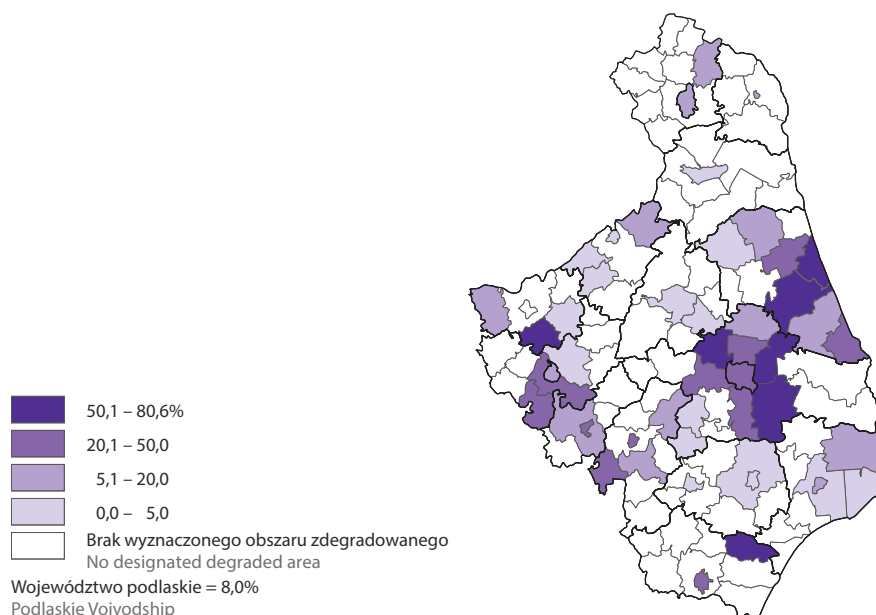 50,1 – 80,6%
20,1 – 50,0
5,1 – 20,0
0,0 – 5,0
Brak wyznaczonego obszaru zdegradowanego
No designated degraded area
Województwo podlaskie = 8,0%
Podlaskie Voivodship